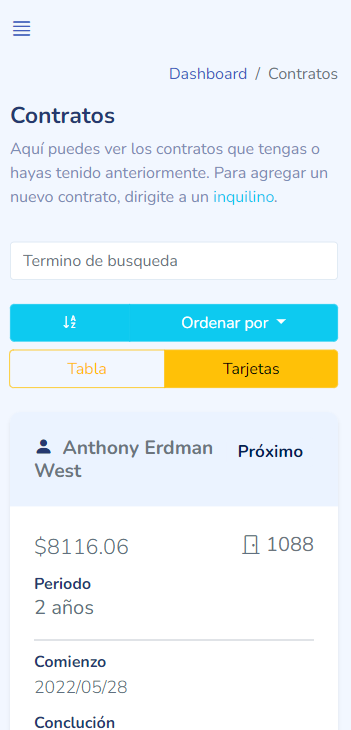 Dashboard / Contratos
Contratos
Aquí puedes ver los contratos que tengas o
hayas tenido anteriormente. Para agregar un
nuevo contrato, dirigite a un inquilino.
Termino de busqueda
Ordenar por
Tabla
Tarjetas
Anthony Erdman
West
Próximo
$8116.06
1088
Periodo
2 años
Comienzo
2022/05/28
Conclución